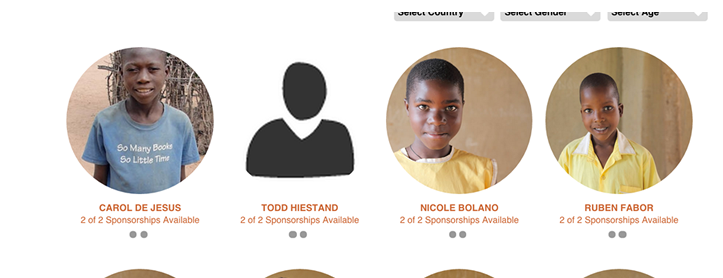 Select Country
Select Gender
Select Age
So Many Books
So Little Time
CAROL DE JESUS
2 of 2 Sponsorships Available
TODD HIESTAND
2 of 2 Sponsorships Available
NICOLE BOLANO
2 of 2 Sponsorships Available
RUBEN FABOR
2 of 2 Sponsorships Available